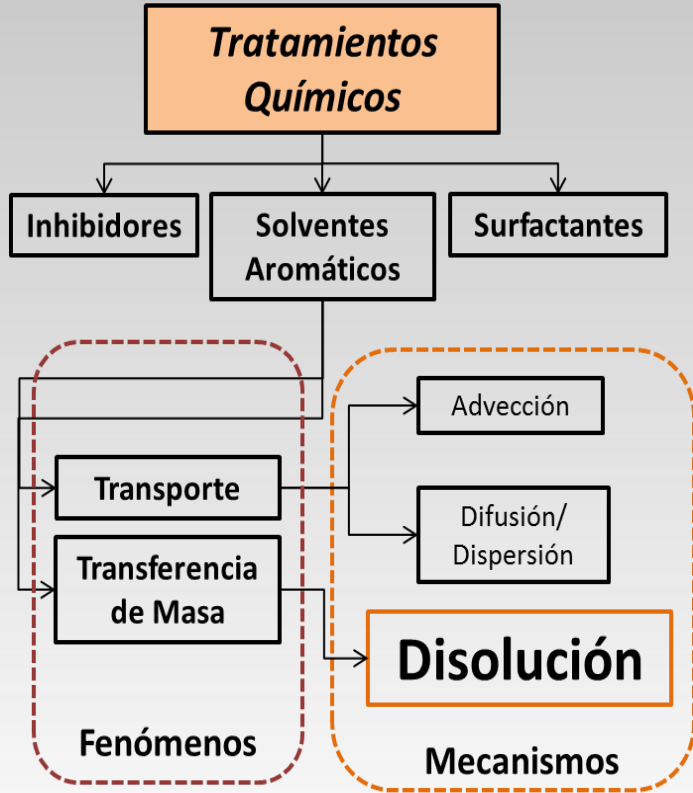 Tratamientos
Químicos
Inhibidores
Solventes
Aromáticos
Surfactantes
Advección
Transporte
Difusión/
Dispersión
Transferencia
de Masa
Disolución
Fenómenos
Mecanismos